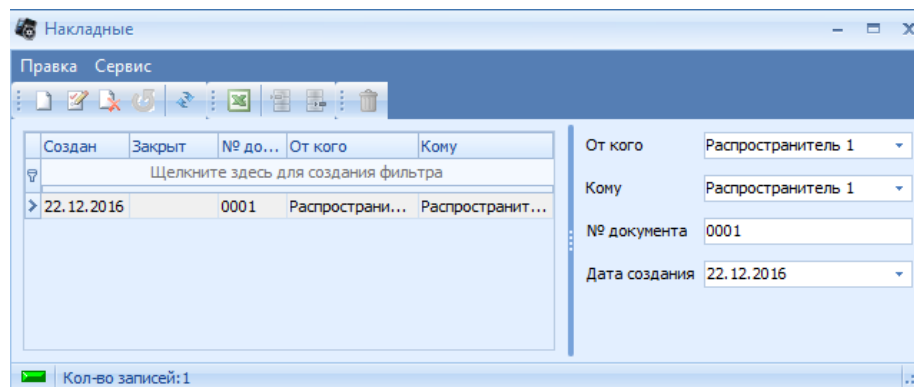 Накладные
Правка Сервис
Создан Закрыт № до... От кого Кому
Щелкните здесь для создания фильтра
22.12.2016 0001 Распространи... Распространит...
От кого Распространитель 1
Кому Распространитель 1
№ документа 0001
Дата создания 22.12.2016
Кол-во записей:1